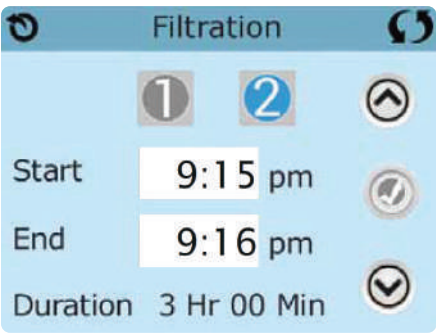 Filtration
1 2
Start 9:15 pm
End 9:16 pm
Duration 3 Hr 00 Min